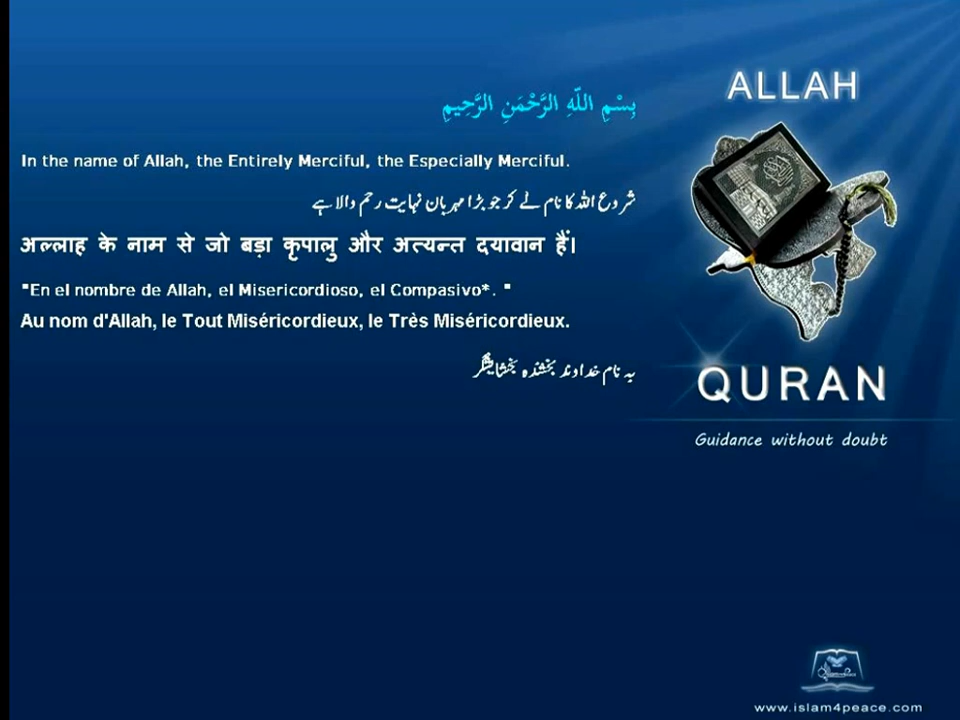 بِسْمِ اللَّهِ الرَّحْمَنِ الرَّحِيمِ
In the name of Allah, the Entirely Merciful, the Especially Merciful.
شروع الله کا نام لے کر جو بڑا مہربان نہایت رحم والا ہے
अल्लाह के नाम से जो बड़ा कृपालु और अत्यन्त दयावान हैं।
"En el nombre de Allah, el Misericordioso, el Compasivo*. "
Au nom d'Allah, le Tout Miséricordieux, le Très Miséricordieux.
به نام خداوند بخشنده بخشایشگر
ALLAH
QURAN
Guidance without doubt
www.islam4peace.com